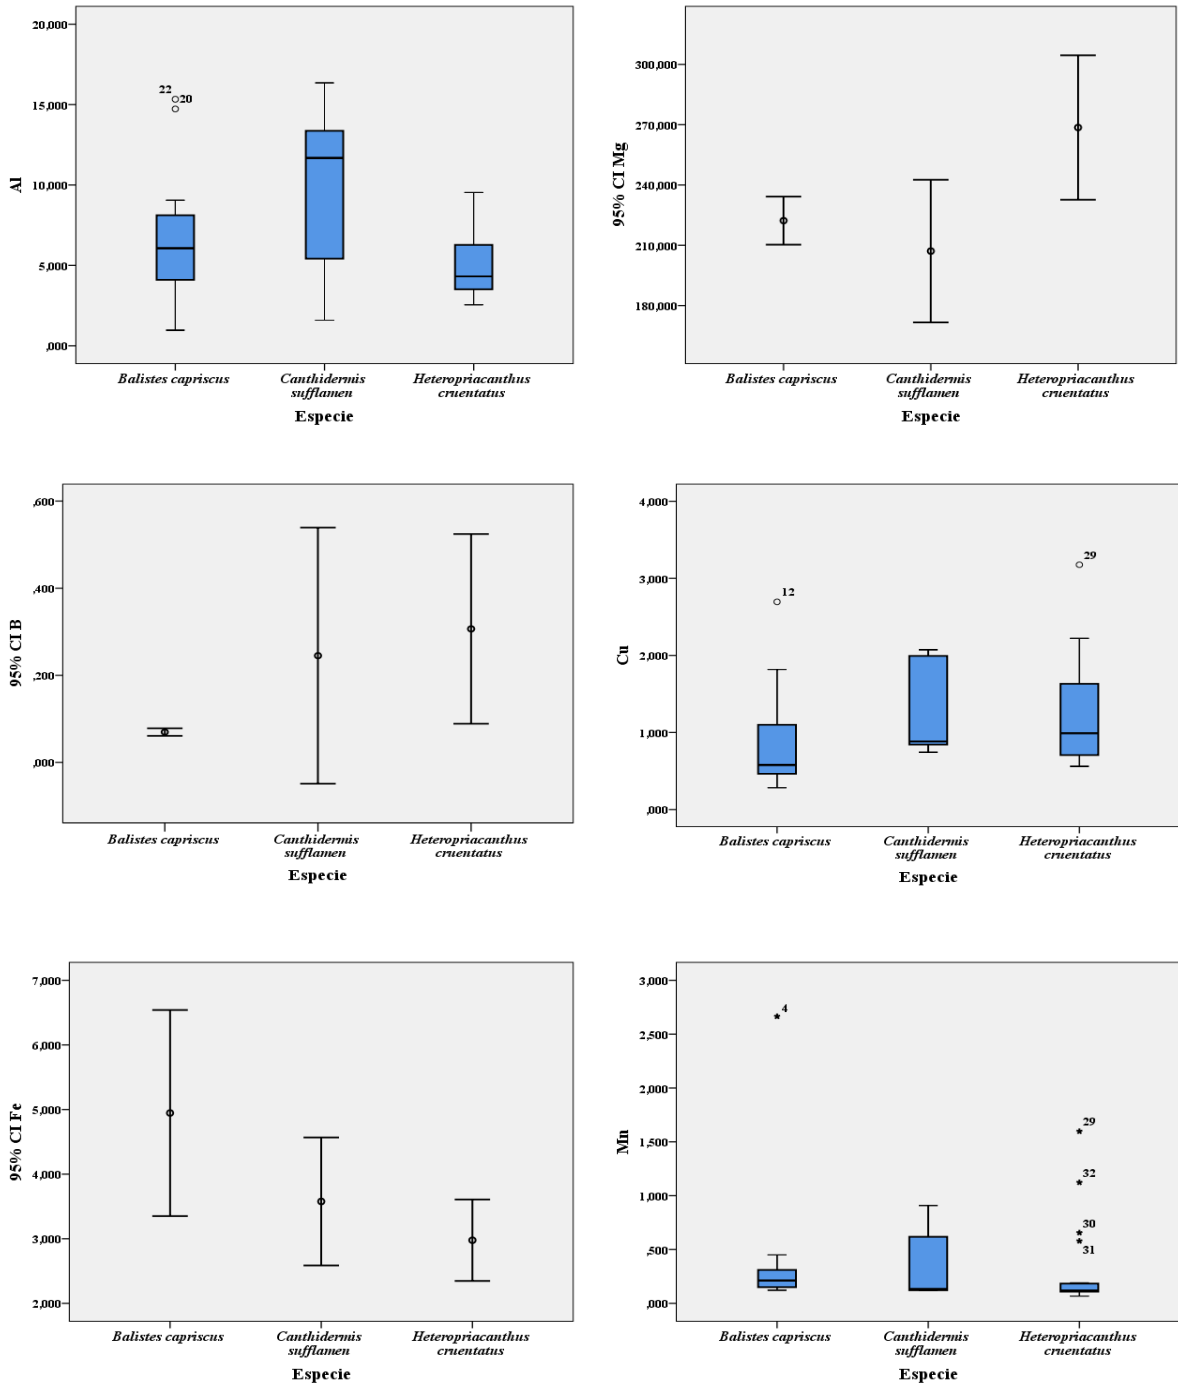 20,000
15,000
10,000
5,000
,000
Al
22
20
Balistes capriscus
Canthidermis
sufflamen
Heteropriacanthus
cruentatus
Especie
300,000
270,000
240,000
210,000
180,000
95% CI Mg
Balistes capriscus
Canthidermis
sufflamen
Heteropriacanthus
cruentatus
Especie
,600
,400
,200
,000
95% CI B
Balistes capriscus
Canthidermis
sufflamen
Heteropriacanthus
cruentatus
Especie
4,000
3,000
2,000
1,000
,000
Cu
12
29
Balistes capriscus
Canthidermis
sufflamen
Heteropriacanthus
cruentatus
Especie
7,000
6,000
5,000
4,000
3,000
2,000
95% CI Fe
Balistes capriscus
Canthidermis
sufflamen
Heteropriacanthus
cruentatus
Especie
3,000
2,500
2,000
1,500
1,000
,500
,000
Mn
4
29
32
30
31
Balistes capriscus
Canthidermis
sufflamen
Heteropriacanthus
cruentatus
Especie